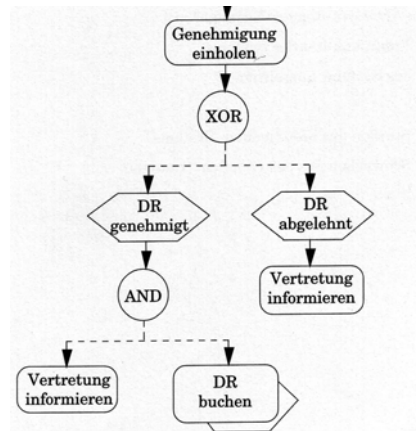 Genehmigung
einholen
XOR
DR
genehmigt
DR
abgelehnt
AND
Vertretung
informieren
Vertretung
informieren
DR
buchen